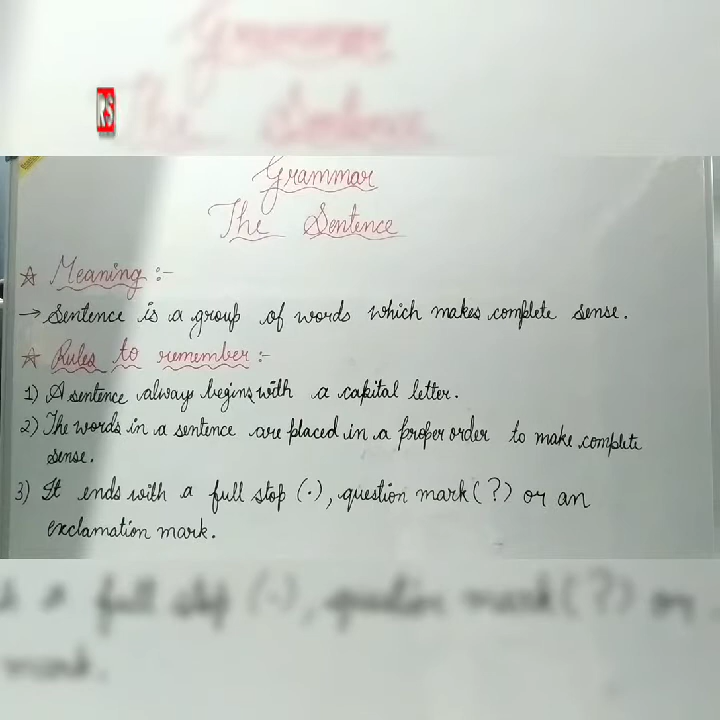 RS
Grammar
The Sentence
☆ Meaning :-
→ Sentence is a group of words which makes complete sense.
☆ Rules to remember :-
1) A sentence always begins with a capital letter.
2) The words in a sentence are placed in a proper order to make complete
sense.
3) It ends with a full stop (.), question mark (?) or an
exclamation mark.